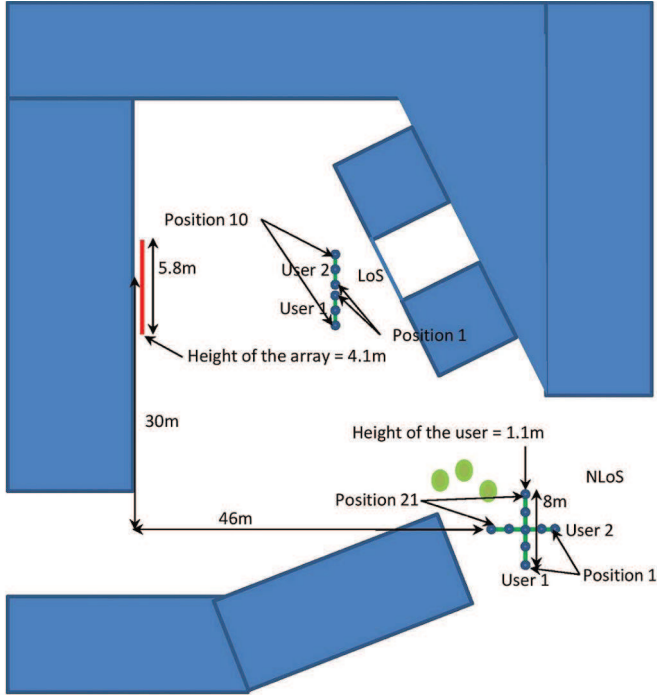 Position 10
User 2
LoS
5.8m
User 1
Position 1
Height of the array = 4.1m
30m
Height of the user = 1.1m
NLoS
Position 21
8m
46m
User 2
Position 1
User 1